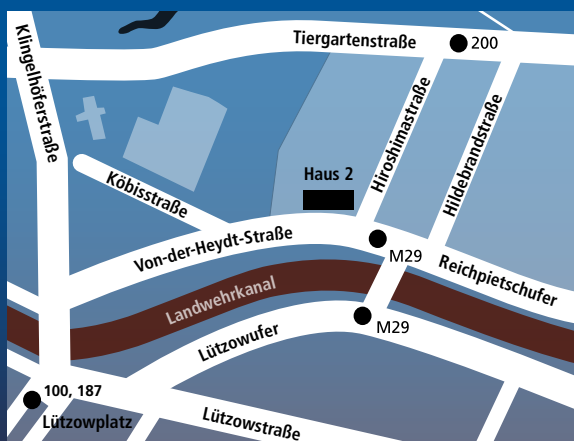 Tiergartenstraße
200
Klingelhöferstraße
Hiroshimastraße
Hildebrandstraße
Haus 2
Köbisstraße
Von-der-Heydt-Straße
M29
Reichpietschufer
Landwehrkanal
M29
Lützowufer
100, 187
Lützowplatz
Lützowstraße